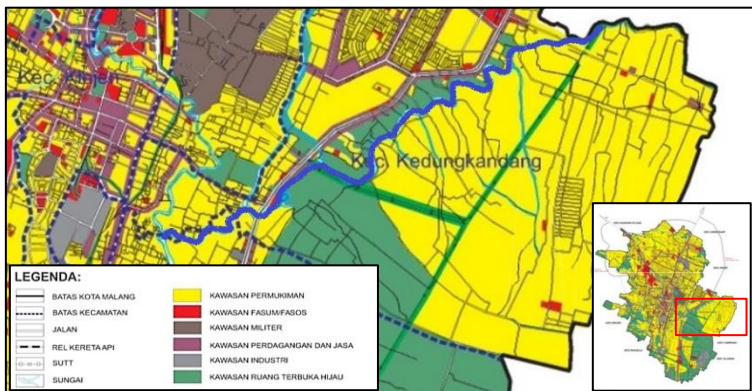 Kec. Klojen
Kec. Kedungkandang
LEGENDA:
BATAS KOTA MALANG
BATAS KECAMATAN
JALAN
REL KERETA API
SUTT
SUNGAI
KAWASAN PERMUKIMAN
KAWASAN FASUM/FASOS
KAWASAN MILITER
KAWASAN PERDAGANGAN DAN JASA
KAWASAN INDUSTRI
KAWASAN RUANG TERBUKA HIJAU